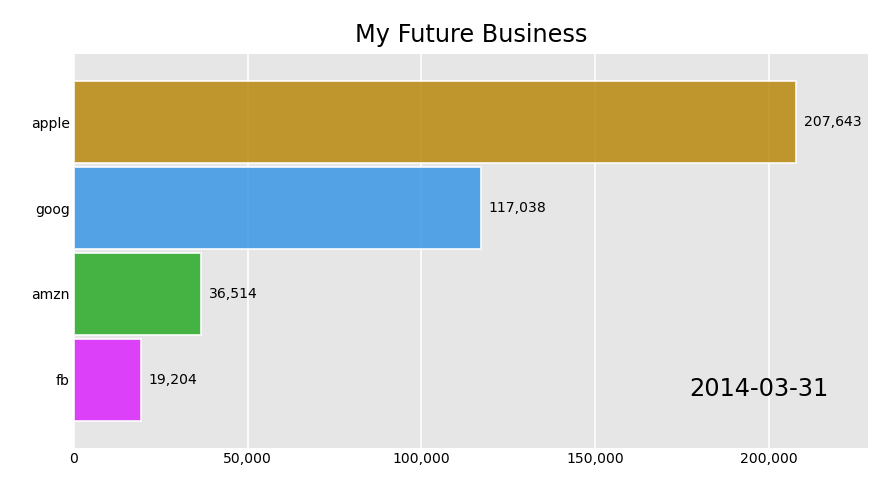 My Future Business
apple
207,643
goog
117,038
amzn
36,514
fb
19,204
2014-03-31
0
50,000
100,000
150,000
200,000